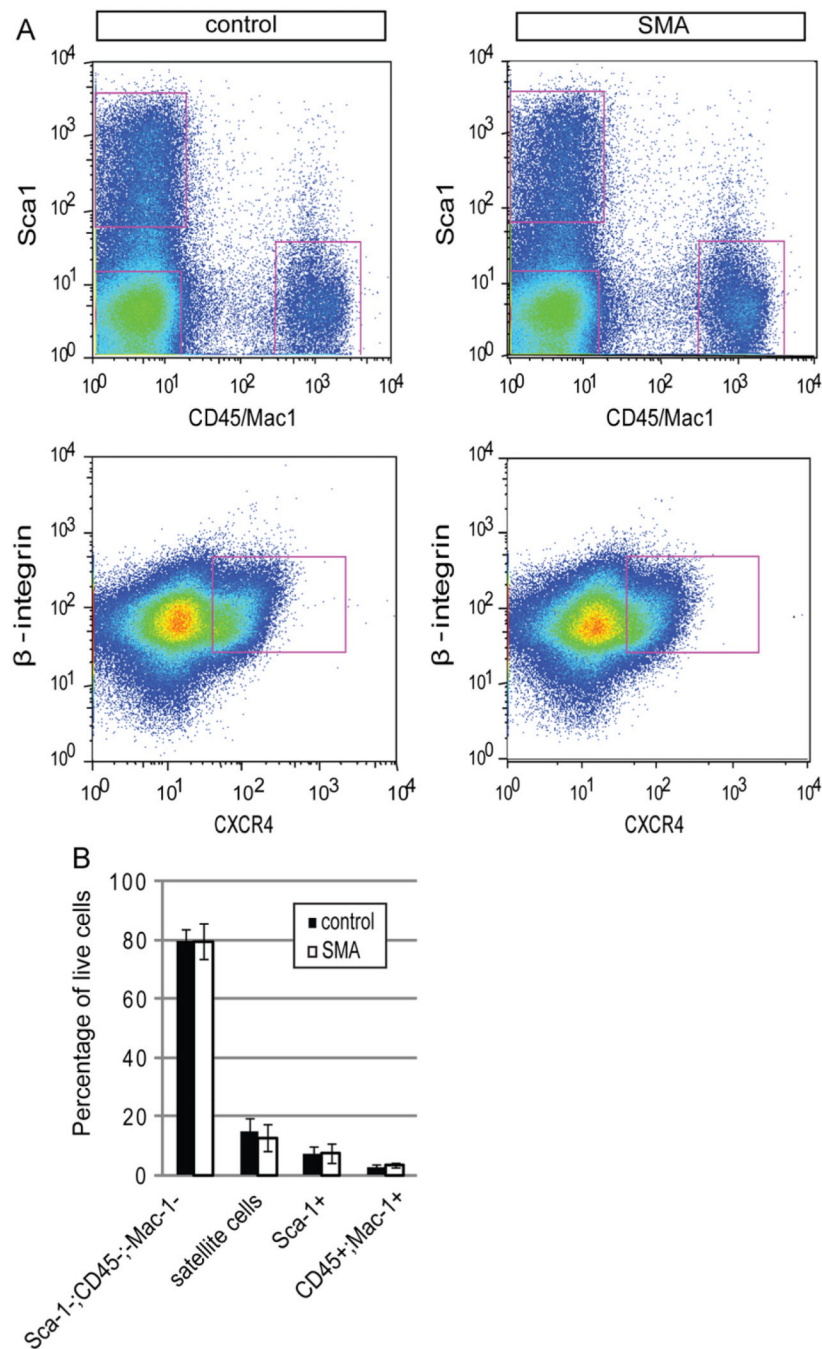 A
control
SMA
10⁴
10³
10²
10¹
10⁰
Sca1
10⁰ 10¹ 10² 10³ 10⁴
CD45/Mac1
10⁴
10³
10²
10¹
10⁰
Sca1
10⁰ 10¹ 10² 10³ 10⁴
CD45/Mac1
10⁴
10³
10²
10¹
10⁰
β-integrin
10⁰ 10¹ 10² 10³ 10⁴
CXCR4
10⁴
10³
10²
10¹
10⁰
β-integrin
10⁰ 10¹ 10² 10³ 10⁴
CXCR4
B
Percentage of live cells
100
80
60
40
20
0
control
SMA
Sca-1-;CD45-;-Mac-1-
satellite cells
Sca-1+
CD45+;Mac-1+